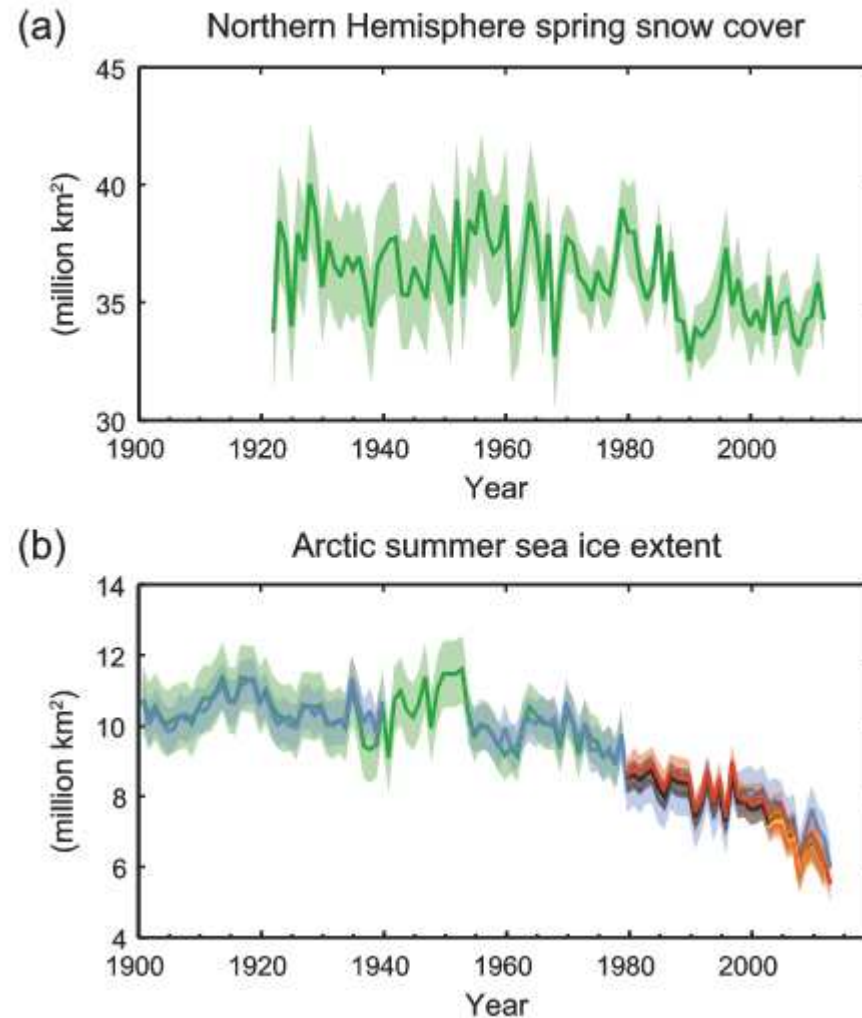 (a) Northern Hemisphere spring snow cover
45
40
35
30
(million km²)
1900 1920 1940 1960 1980 2000
Year
(b) Arctic summer sea ice extent
14
12
10
8
6
4
(million km²)
1900 1920 1940 1960 1980 2000
Year